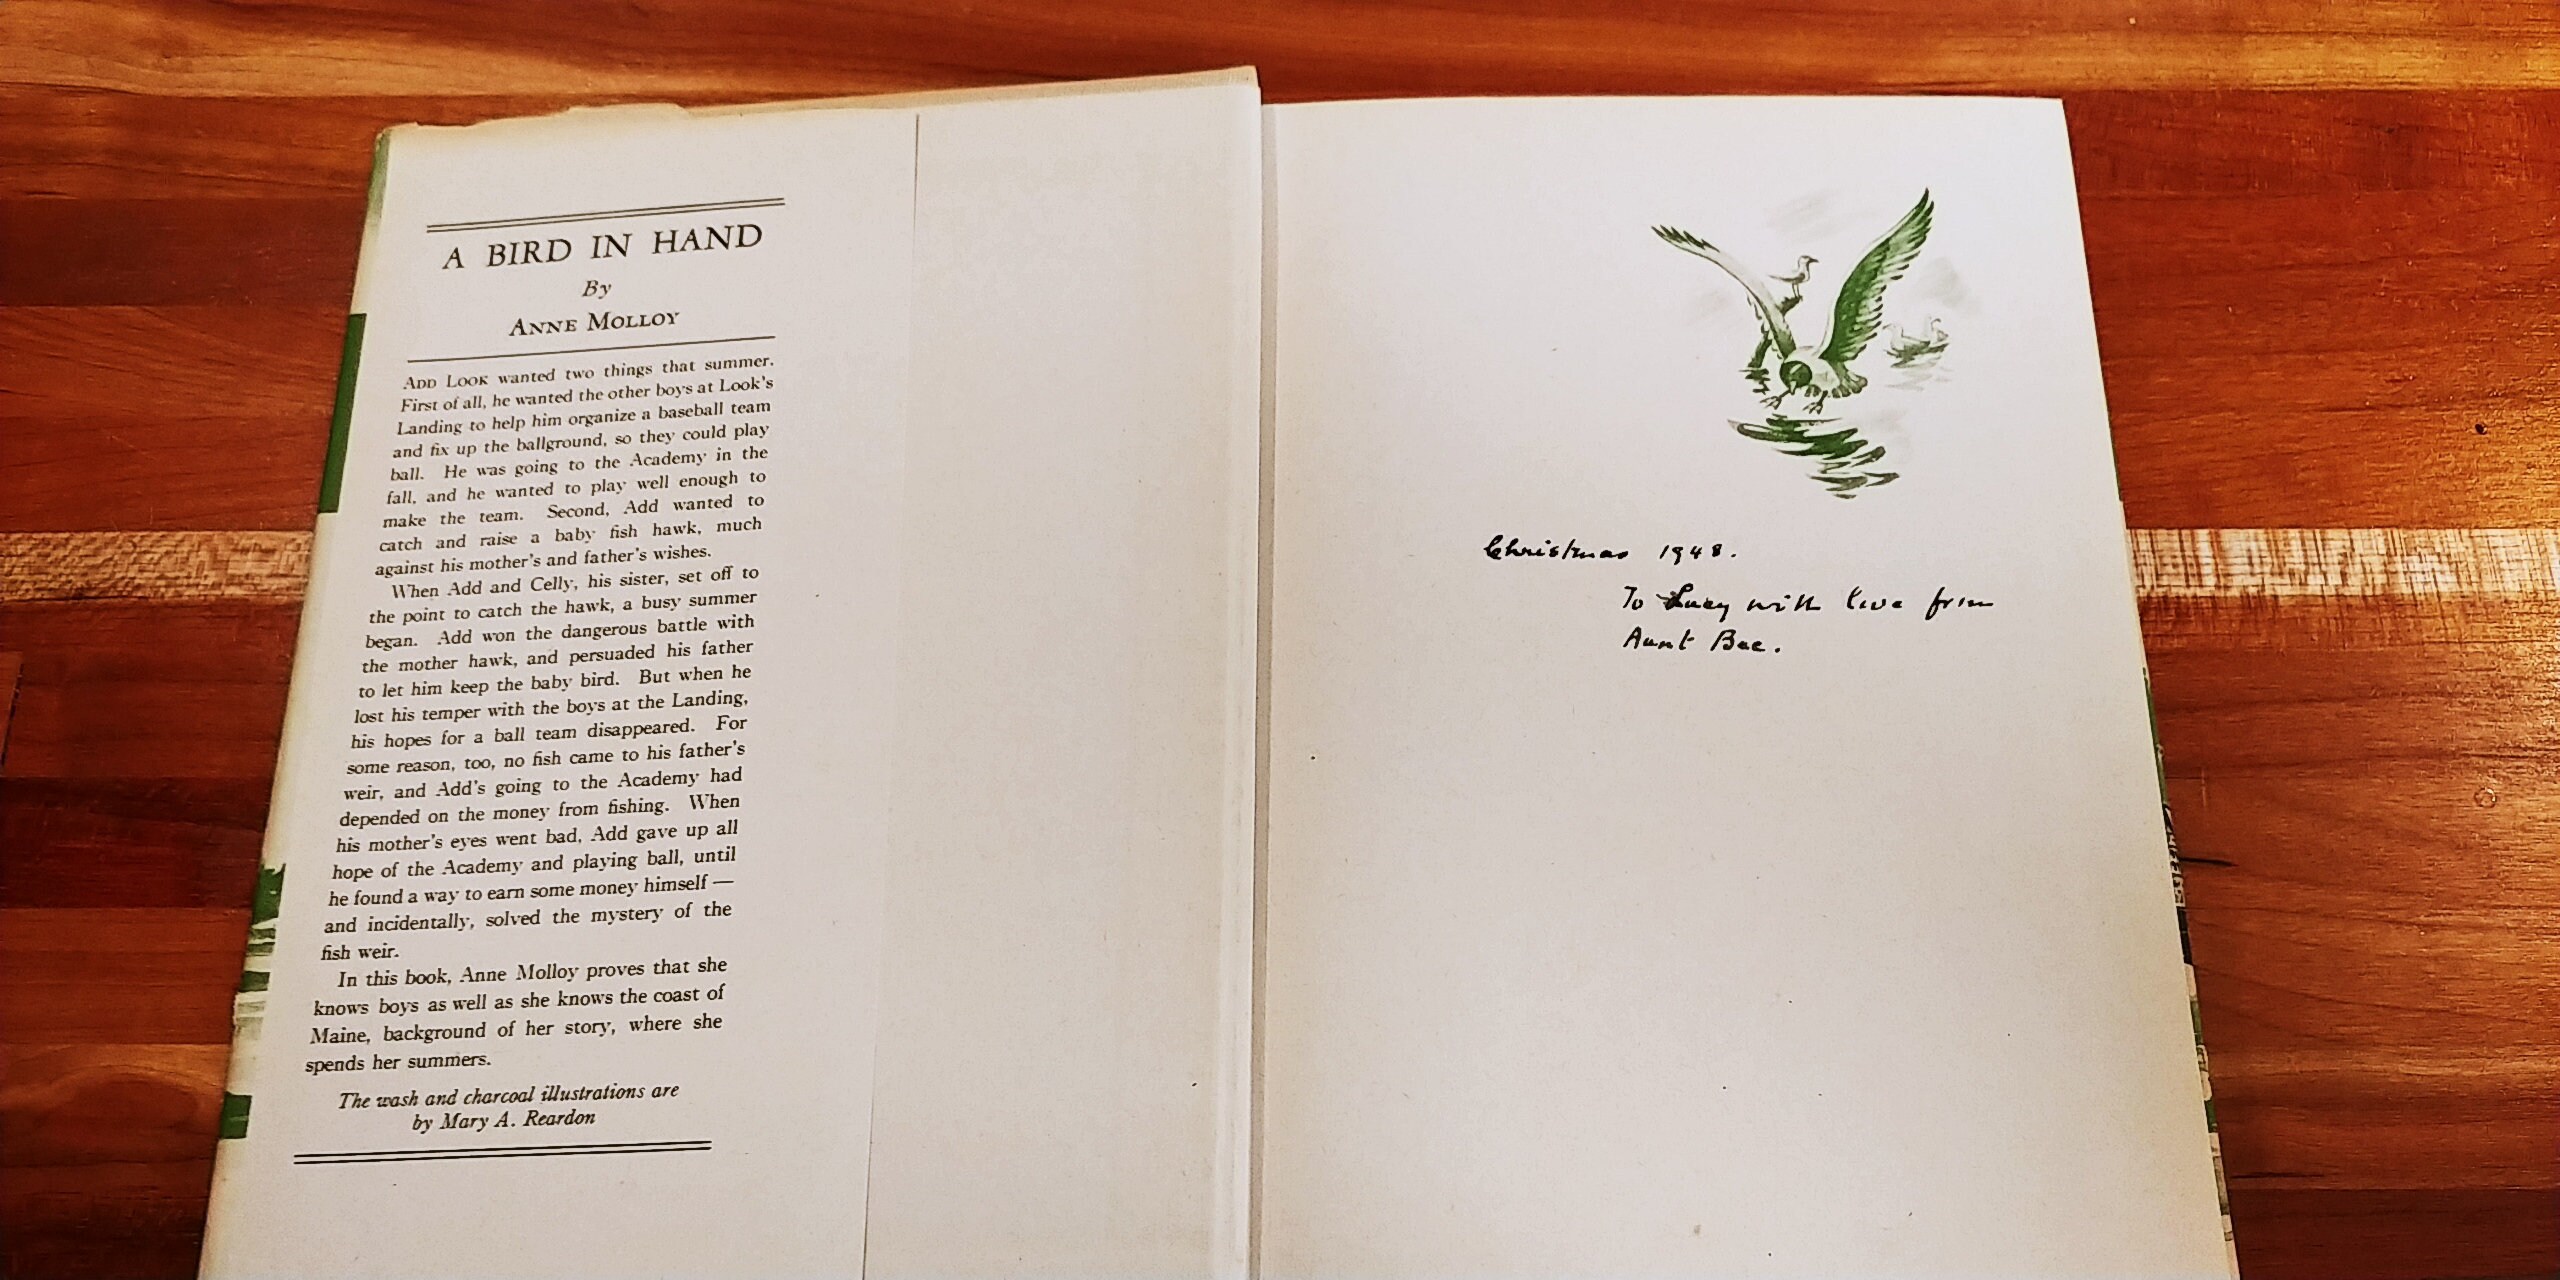 A BIRD IN HAND
By
ANNE MOLLOY
ADD LOOK wanted two things that summer.
First of all, he wanted the other boys at Look's
Landing to help him organize a baseball team
and fix up the ballground, so they could play
ball. He was going to the Academy in the
fall, and he wanted to play well enough to
make the team. Second, Add wanted to
catch and raise a baby fish hawk, much
against his mother's and father's wishes.
When Add and Celly, his sister, set off to
the point to catch the hawk, a busy summer
began. Add won the dangerous battle with
the mother hawk, and persuaded his father
to let him keep the baby bird. But when he
lost his temper with the boys at the Landing,
his hopes for a ball team disappeared. For
some reason, too, no fish came to his father's
weir, and Add's going to the Academy had
depended on the money from fishing. When
his mother's eyes went bad, Add gave up all
hope of the Academy and playing ball, until
he found a way to earn some money himself —
and incidentally, solved the mystery of the
fish weir.
In this book, Anne Molloy proves that she
knows boys as well as she knows the coast of
Maine, background of her story, where she
spends her summers.
The wash and charcoal illustrations are
by Mary A. Reardon
Christmas 1948.
To Lucy with love from
Aunt Bae.